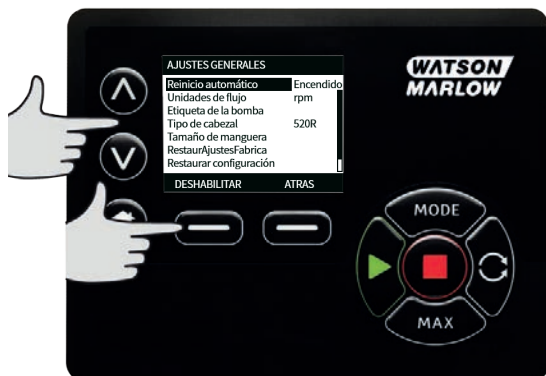 AJUSTES GENERALES
WATSON
MARLOW
Reinicio automático Encendido
Unidades de flujo rpm
Etiqueta de la bomba
Tipo de cabezal 520R
Tamaño de manguera
RestaurAjustesFabrica
Restaurar configuración
DESHABILITAR ATRAS
MODE
MAX